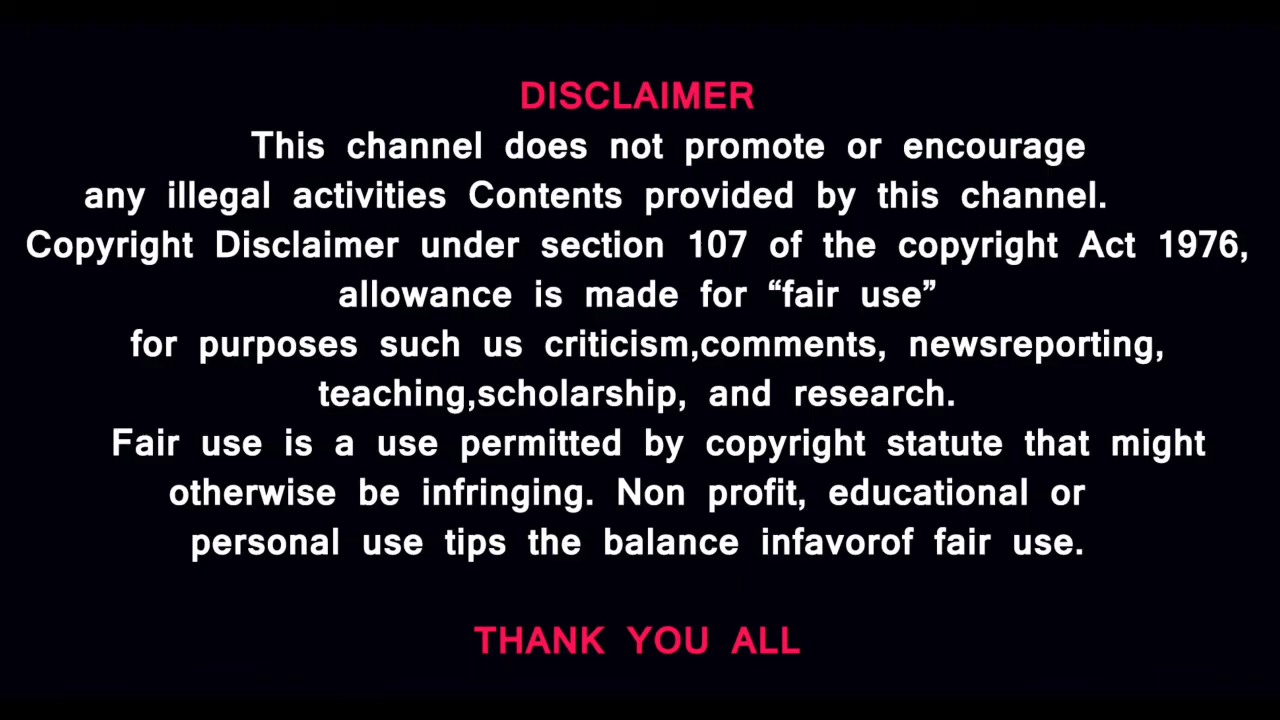 DISCLAIMER
This channel does not promote or encourage
any illegal activities Contents provided by this channel.
Copyright Disclaimer under section 107 of the copyright Act 1976,
allowance is made for “fair use”
for purposes such us criticism,comments, newsreporting,
teaching,scholarship, and research.
Fair use is a use permitted by copyright statute that might
otherwise be infringing. Non profit, educational or
personal use tips the balance infavorof fair use.
THANK YOU ALL